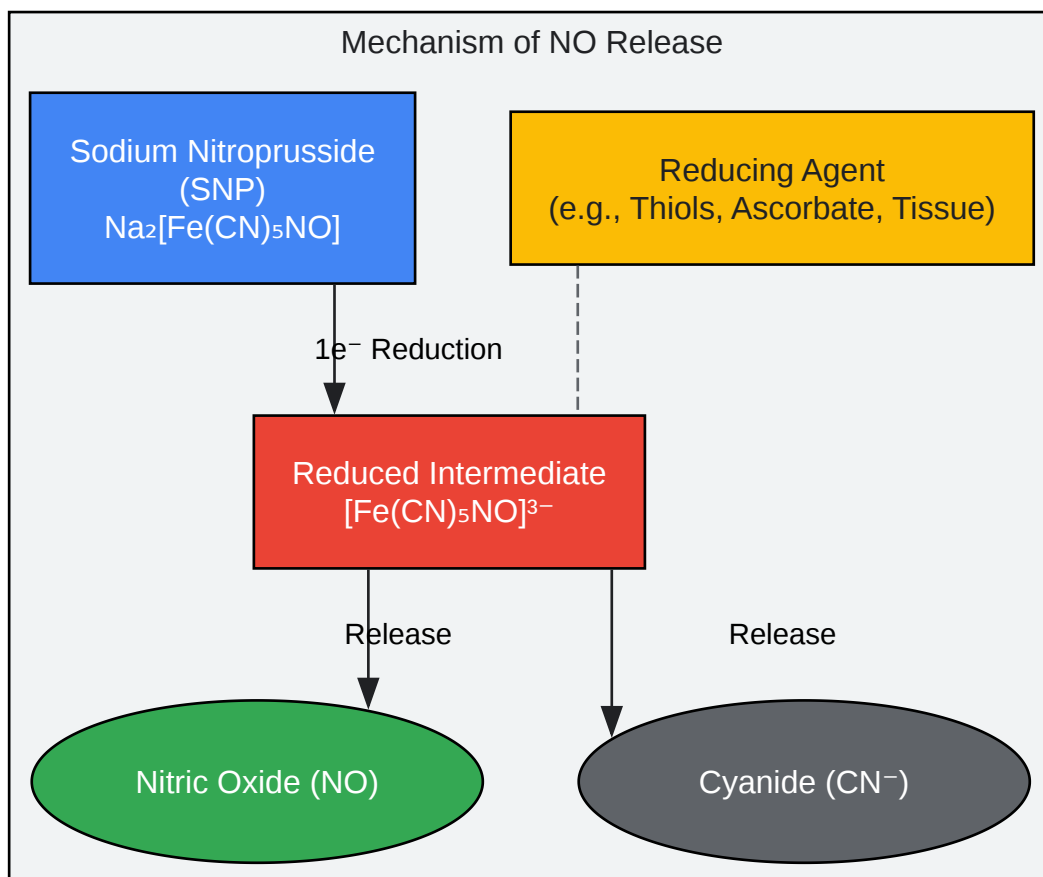 Mechanism of NO Release
Sodium Nitroprusside
(SNP)
Na₂[Fe(CN)₅NO]
Reducing Agent
(e.g., Thiols, Ascorbate, Tissue)
1e⁻ Reduction
Reduced Intermediate
[Fe(CN)₅NO]³⁻
Release
Release
Nitric Oxide (NO)
Cyanide (CN⁻)